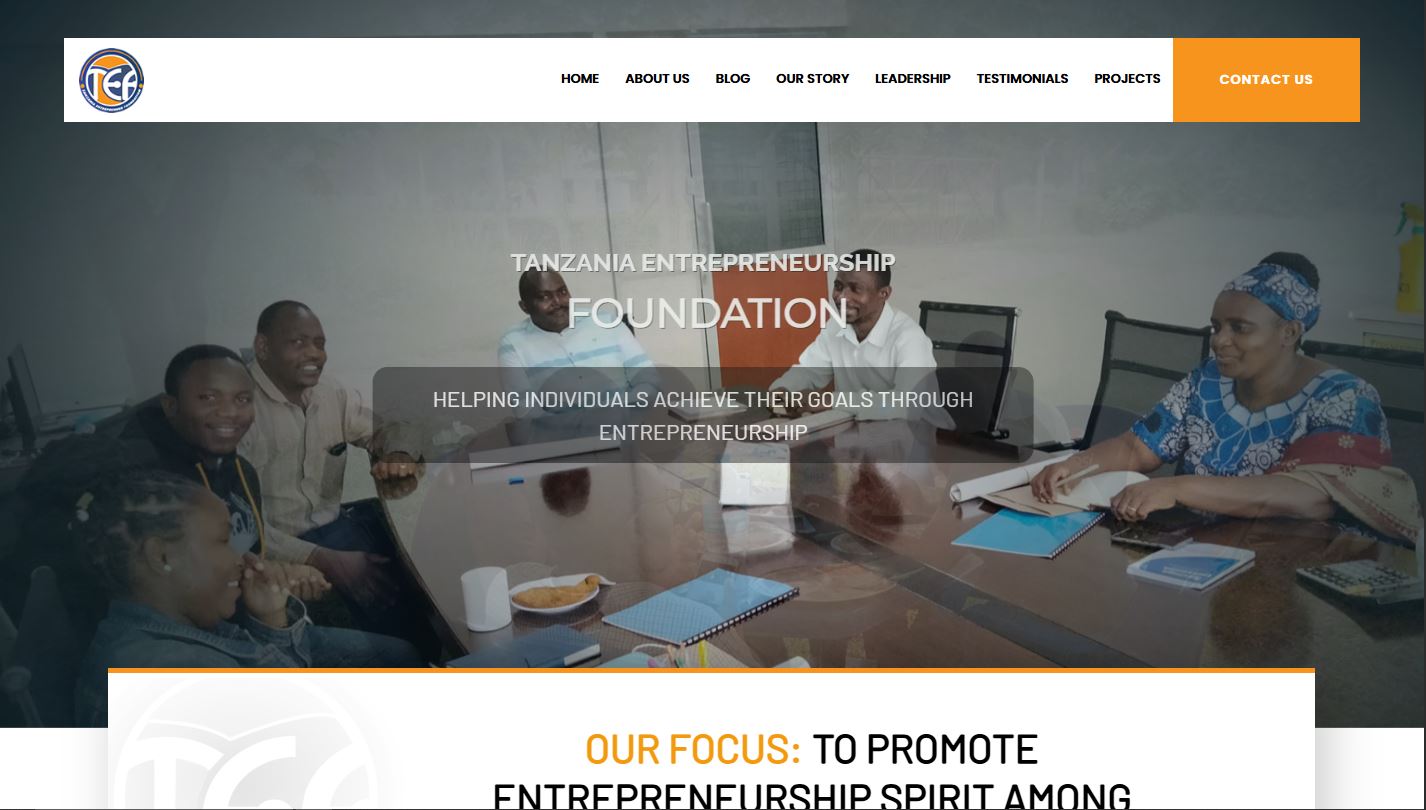 TEF
HOME ABOUT US BLOG OUR STORY LEADERSHIP TESTIMONIALS PROJECTS CONTACT US
TANZANIA ENTREPRENEURSHIP
FOUNDATION
HELPING INDIVIDUALS ACHIEVE THEIR GOALS THROUGH
ENTREPRENEURSHIP
OUR FOCUS: TO PROMOTE
ENTREPRENEURSHIP SPIRIT AMONG